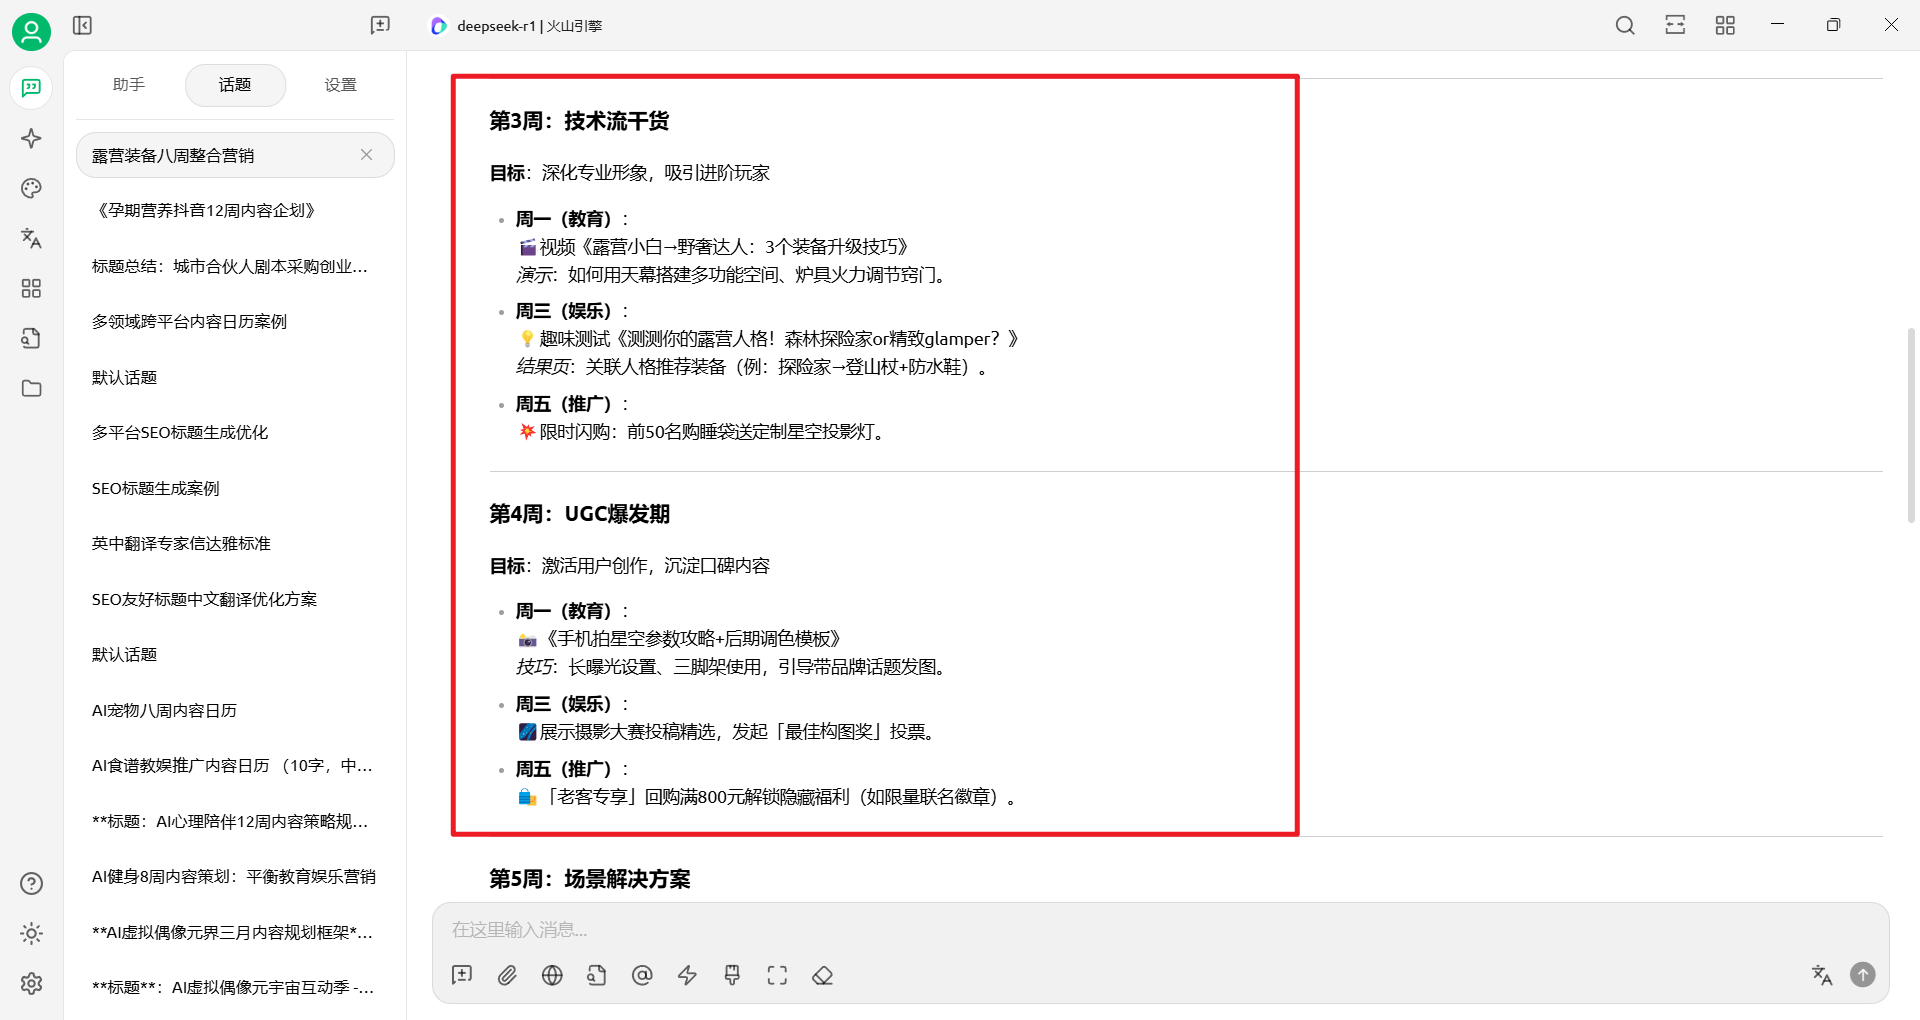 deepseek-r1 | 火山引擎
助手
话题
设置
露营装备八周整合营销
《孕期营养抖音12周内容企划》
标题总结：城市合伙人剧本采购创业...
多领域跨平台内容日历案例
默认话题
多平台SEO标题生成优化
SEO标题生成案例
英中翻译专家信达雅标准
SEO友好标题中文翻译优化方案
默认话题
AI宠物八周内容日历
AI食谱教娱推广内容日历 （10字，中...
**标题：AI心理陪伴12周内容策略规...
AI健身8周内容策划：平衡教育娱乐营销
**AI虚拟偶像元界三月内容规划框架*...
**标题**：AI虚拟偶像元宇宙互动季 -...
第3周：技术流干货
目标：深化专业形象，吸引进阶玩家
周一（教育）：
🎬视频《露营小白→野奢达人：3个装备升级技巧》
演示：如何用天幕搭建多功能空间、炉具火力调节窍门。
周三（娱乐）：
💡趣味测试《测测你的露营人格！森林探险家or精致glamper？》
结果页：关联人格推荐装备（例：探险家→登山杖+防水鞋）。
周五（推广）：
💥限时闪购：前50名购睡袋送定制星空投影灯。
第4周：UGC爆发期
目标：激活用户创作，沉淀口碑内容
周一（教育）：
📸《手机拍星空参数攻略+后期调色模板》
技巧：长曝光设置、三脚架使用，引导带品牌话题发图。
周三（娱乐）：
🌌展示摄影大赛投稿精选，发起「最佳构图奖」投票。
周五（推广）：
🛍️「老客专享」回购满800元解锁隐藏福利（如限量联名徽章）。
第5周：场景解决方案
在这里输入消息...